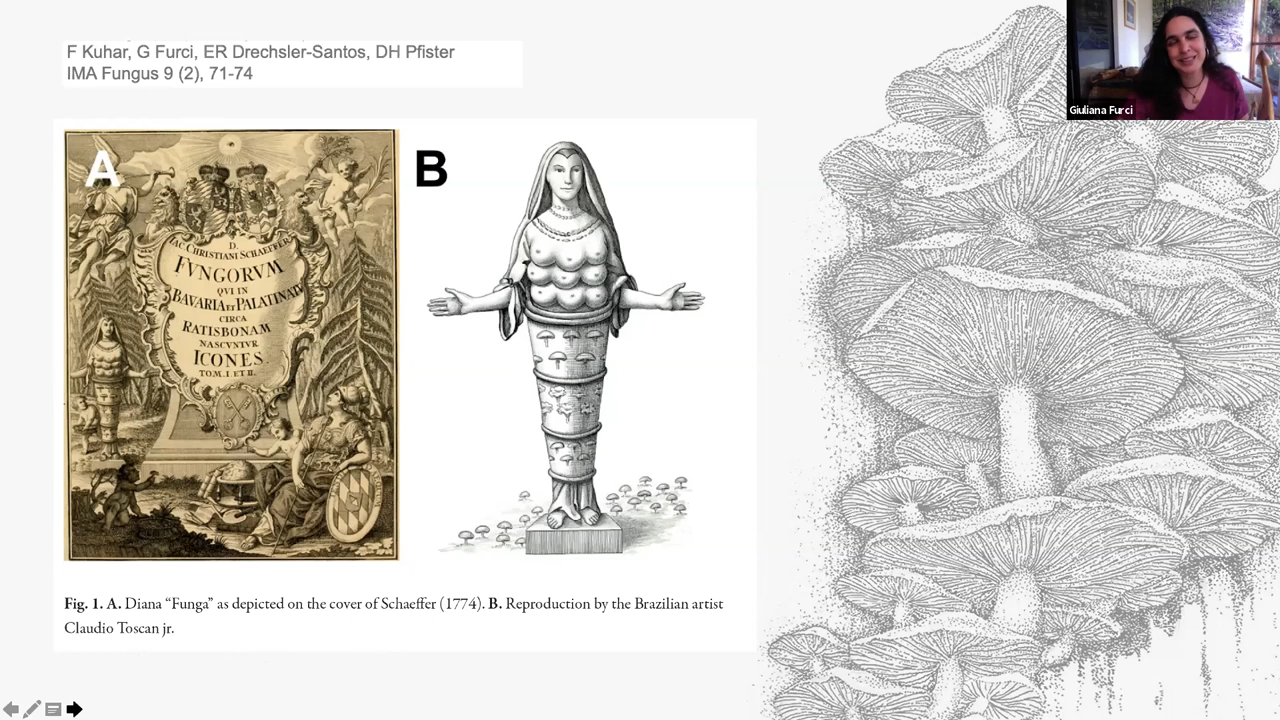 F Kuhar, G Furci, ER Drechsler-Santos, DH Pfister
IMA Fungus 9 (2), 71-74
Giuliana Furci
A
B
D.
IAC. CHRISTIANI SCHAEFFER
FVNGORVM
QVI IN
BAVARIA ET PALATINAT
CIRCA
RATISBONAM
NASCVNTVR
ICONES.
TOM. I. ET II.
Fig. 1. A. Diana “Funga” as depicted on the cover of Schaeffer (1774). B. Reproduction by the Brazilian artist
Claudio Toscan jr.